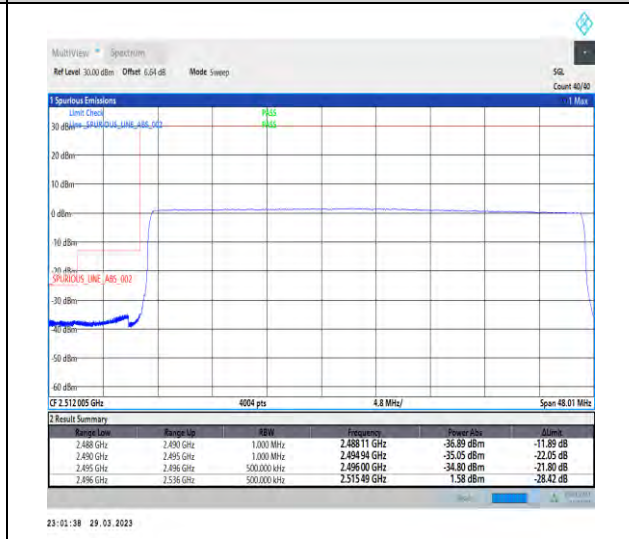 MultiView Spectrum
Ref Level 30.00 dBm Offset 6.64 dB Mode Sweep SGL
Count 40/40
1 Spurious Emissions 1 Max
Limit Check PASS
30 dBm Line _SPURIOUS_LINE_ABS_002 PASS
20 dBm
10 dBm
0 dBm
-10 dBm
-20 dBm
_SPURIOUS_LINE_ABS_002
-30 dBm
-40 dBm
-50 dBm
-60 dBm
CF 2.512 005 GHz 4004 pts 4.8 MHz/ Span 48.01 MHz
2 Result Summary
Range Low Range Up RBW Frequency Power Abs ΔLimit
2.488 GHz 2.490 GHz 1.000 MHz 2.488 11 GHz -36.89 dBm -11.89 dB
2.490 GHz 2.495 GHz 1.000 MHz 2.494 94 GHz -35.05 dBm -22.05 dB
2.495 GHz 2.496 GHz 500.000 kHz 2.496 00 GHz -34.80 dBm -21.80 dB
2.496 GHz 2.536 GHz 500.000 kHz 2.515 49 GHz 1.58 dBm -28.42 dB
23:01:38 29.03.2023